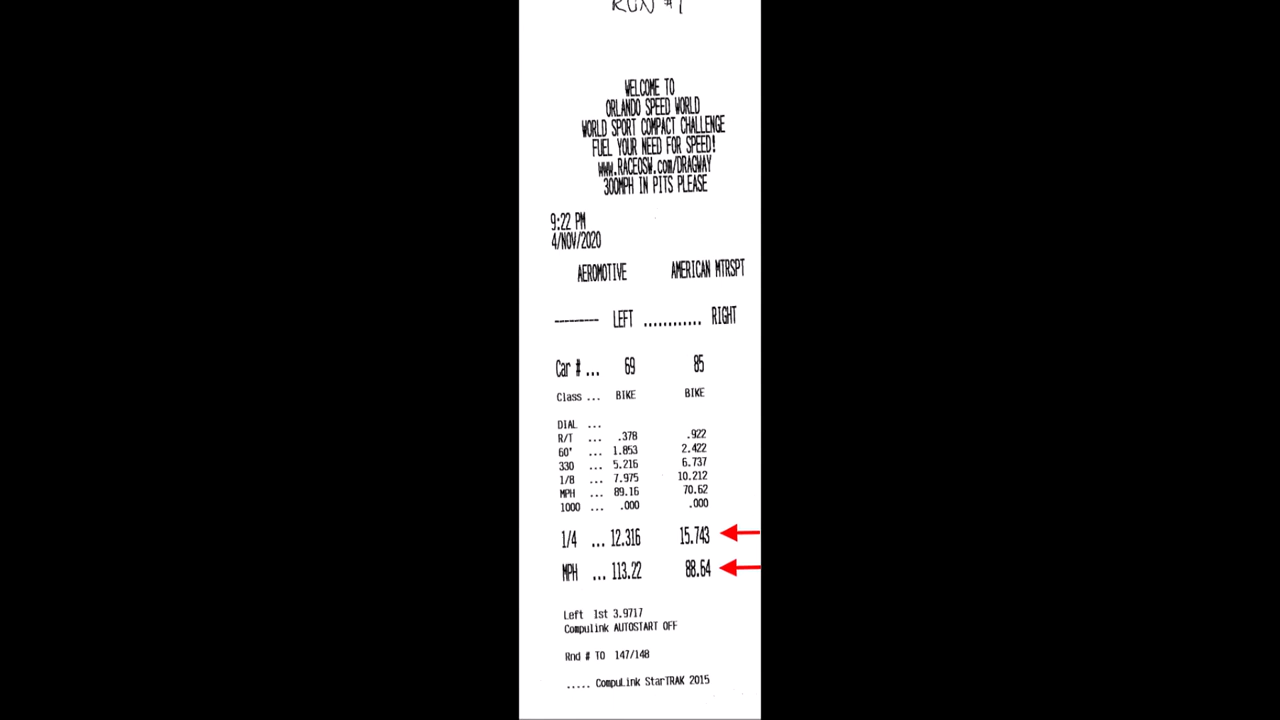 RUN #1
WELCOME TO
ORLANDO SPEED WORLD
WORLD SPORT COMPACT CHALLENGE
FUEL YOUR NEED FOR SPEED!
www.RACEOSW.com/DRAGWAY
300MPH IN PITS PLEASE
9:22 PM
4/NOV/2020
AEROMOTIVE AMERICAN MTRSPT
--------- LEFT ............ RIGHT
Car # ... 69 85
Class ... BIKE BIKE
DIAL ...
R/T ... .378 .922
60' ... 1.853 2.422
330 ... 5.216 6.737
1/8 ... 7.975 10.212
MPH ... 89.16 70.62
1000 ... .000 .000
1/4 ... 12.316 15.743
MPH ... 113.22 88.64
Left 1st 3.9717
Compulink AUTOSTART OFF
Rnd # TO 147/148
..... CompuLink StarTRAK 2015